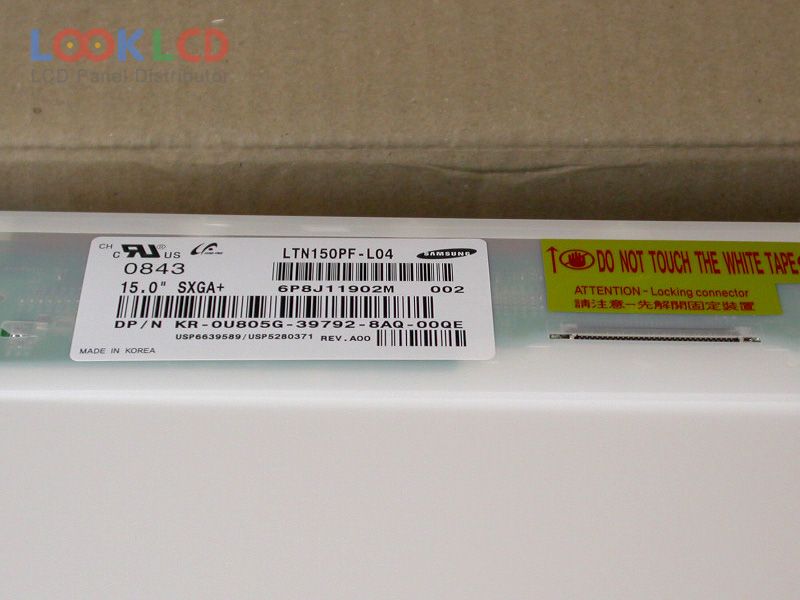 LOOKLCD
LCD Panel Distributor
CH
C US
0843
LTN150PF-L04 SAMSUNG
15.0" SXGA+ 6P8J11902M 002
DP/N KR-0U805G-39792-8AQ-00QE
USP6639589/USP5280371 REV.A00
MADE IN KOREA
DO NOT TOUCH THE WHITE TAPE
ATTENTION - Locking connector
請注意-先解開固定裝置